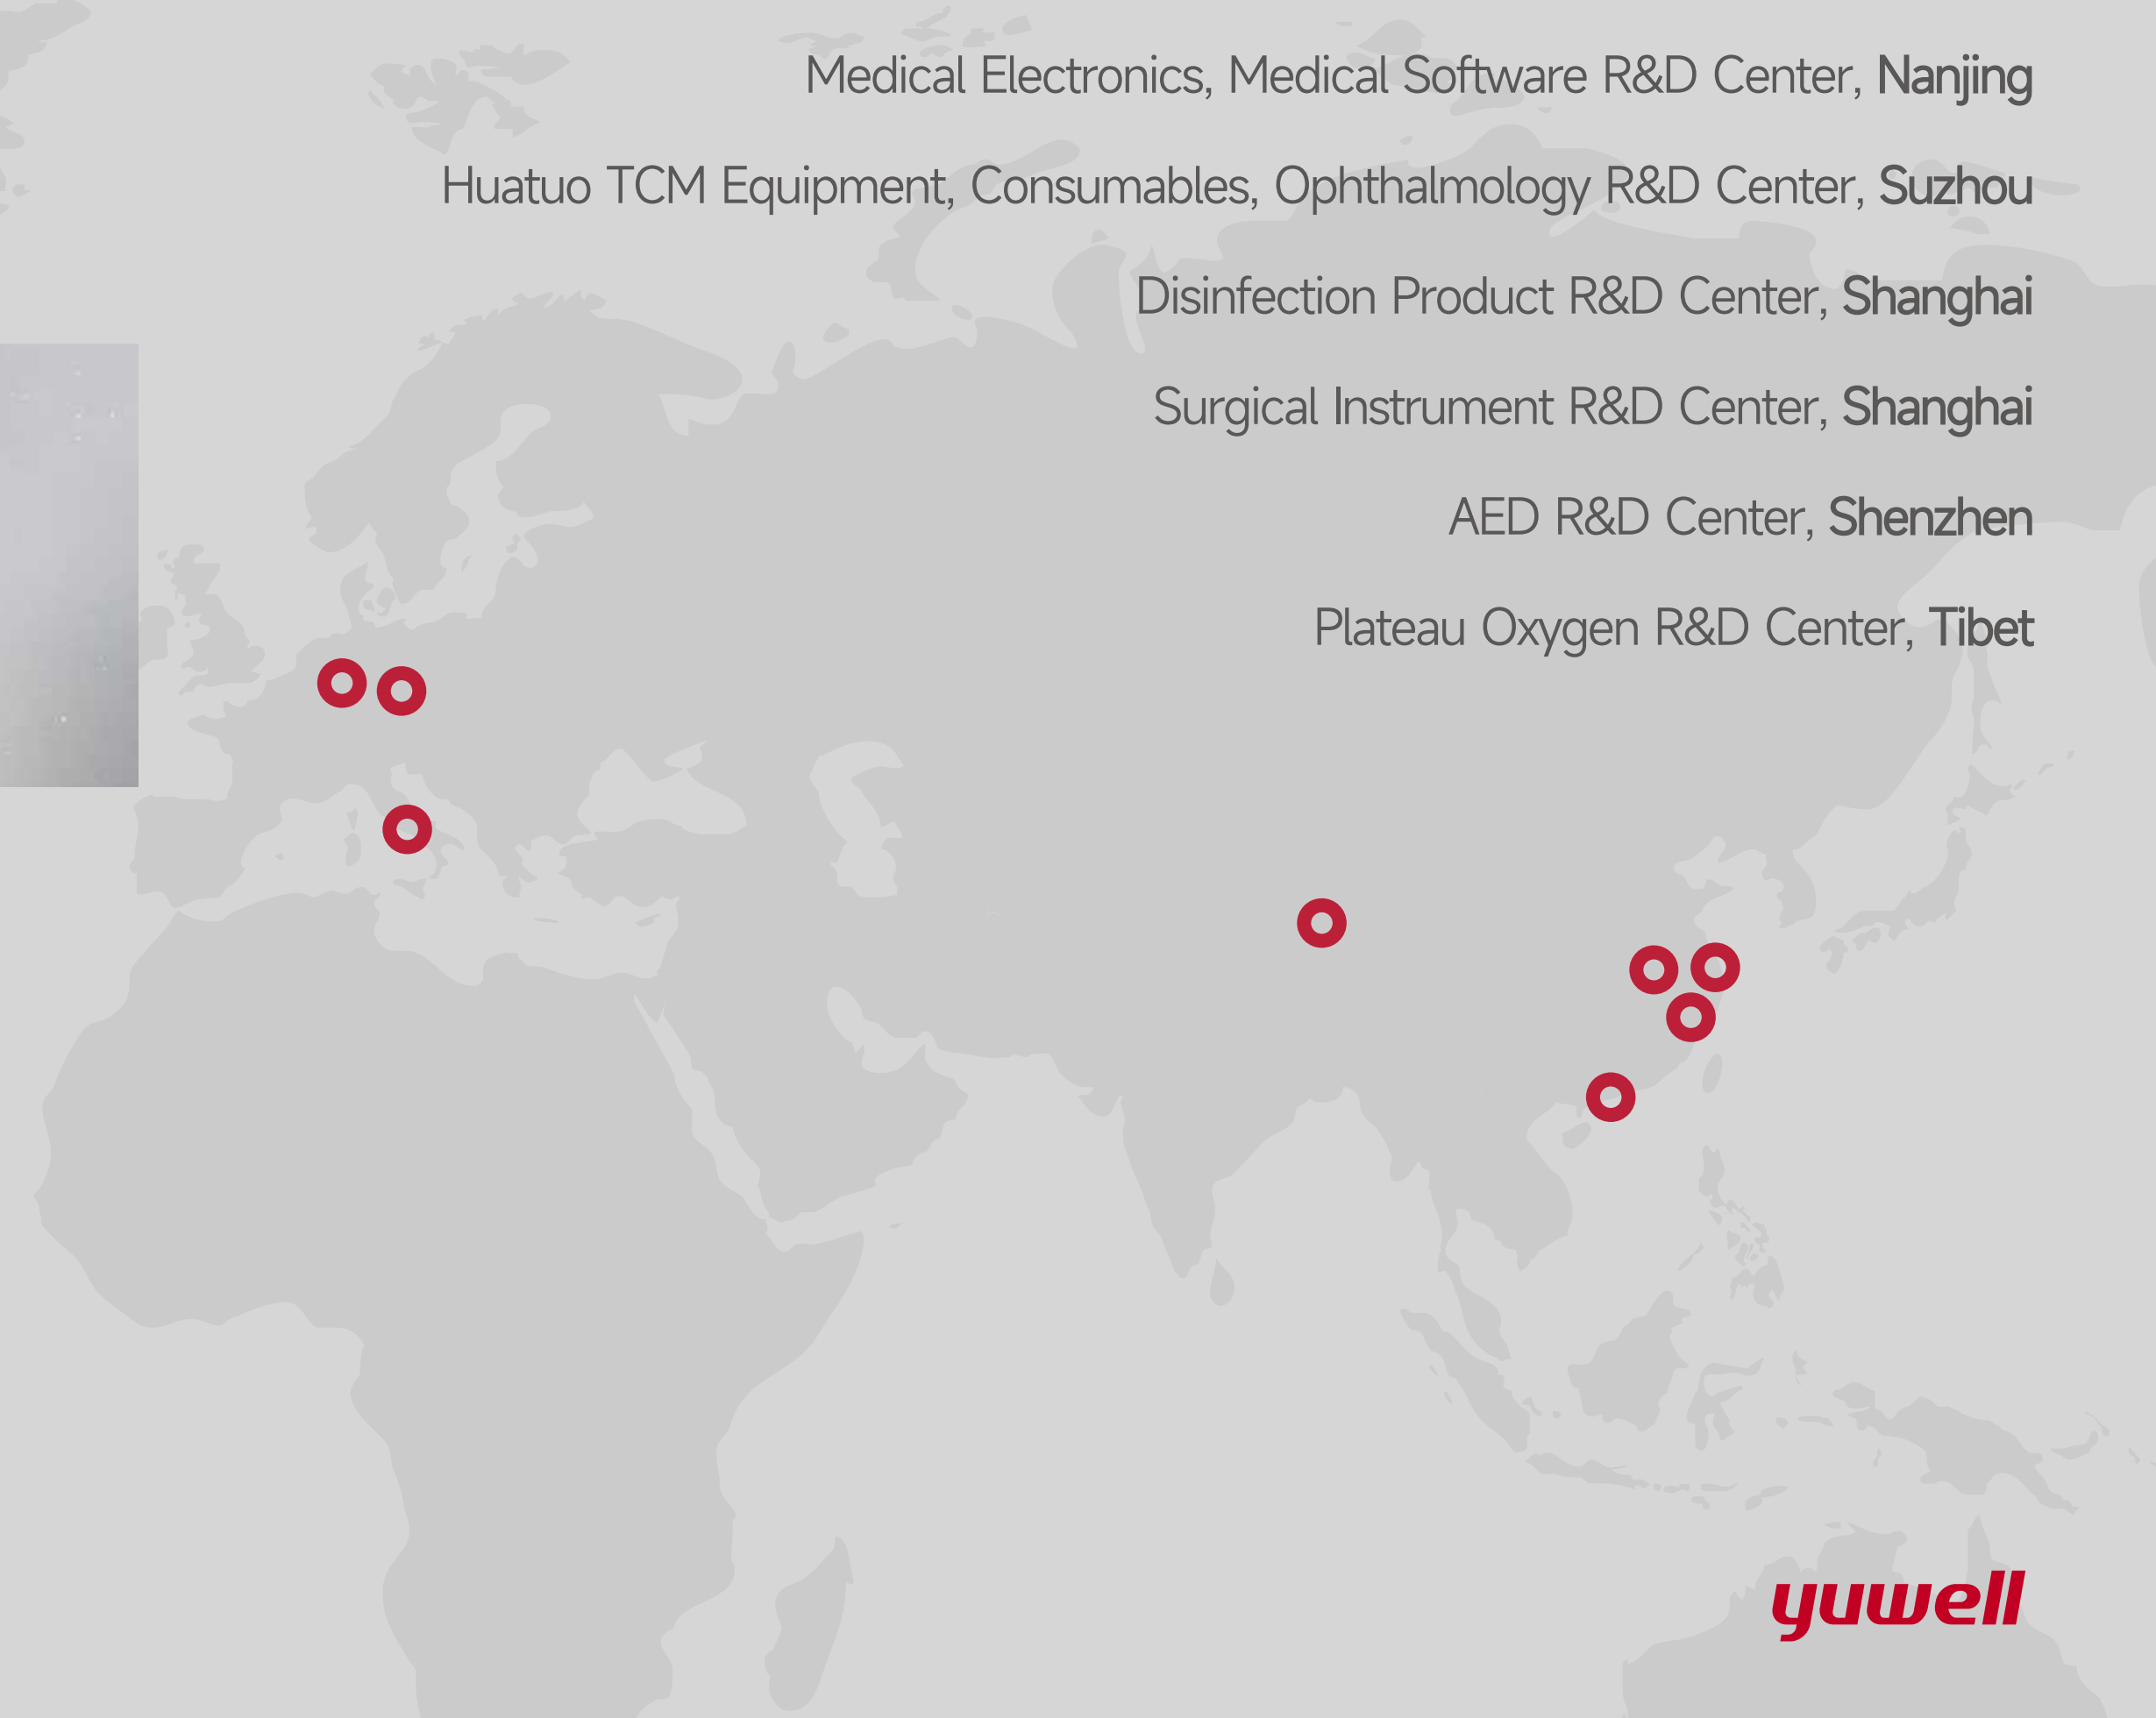 Medical Electronics, Medical Software R&D Center, Nanjing
Huatuo TCM Equipment, Consumables, Ophthalmology R&D Center, Suzhou
Disinfection Product R&D Center, Shanghai
Surgical Instrument R&D Center, Shanghai
AED R&D Center, Shenzhen
Plateau Oxygen R&D Center, Tibet
yuwell